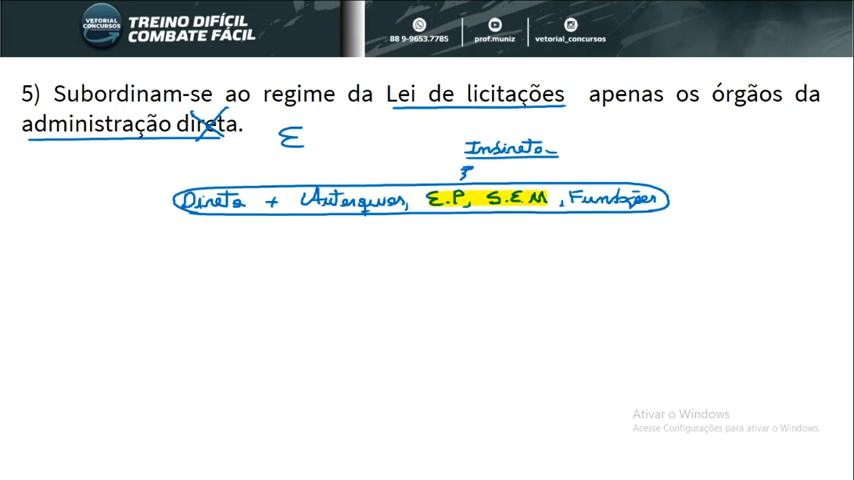 VETORIAL
CONCURSOS
TREINO DIFÍCIL
COMBATE FÁCIL
88 9-9653.7785
prof.muniz
vetorial_concursos
5) Subordinam-se ao regime da Lei de licitações apenas os órgãos da
administração direta.
E
Indireta
Direta + Autarquias, E.P, S.E.M, Fundações
Ativar o Windows
Acesse Configurações para ativar o Windows.